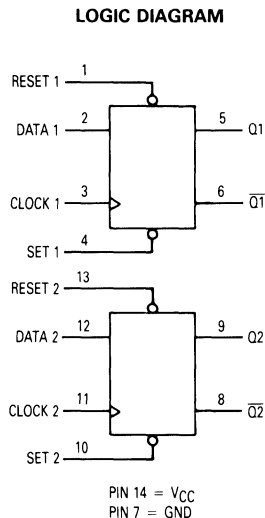 LOGIC DIAGRAM
RESET 1 1
DATA 1 2 5 Q1
CLOCK 1 3 6 Q1̅
SET 1 4
RESET 2 13
DATA 2 12 9 Q2
CLOCK 2 11 8 Q2̅
SET 2 10
PIN 14 = VCC
PIN 7 = GND